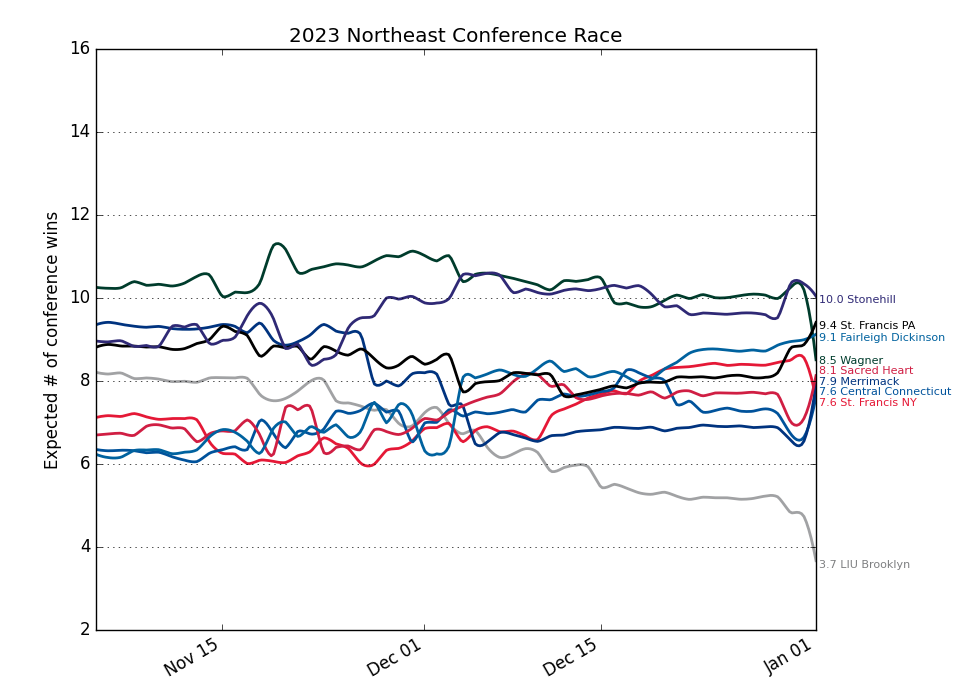 2023 Northeast Conference Race
Expected # of conference wins
16
14
12
10
8
6
4
2
10.0 Stonehill
9.4 St. Francis PA
9.1 Fairleigh Dickinson
8.5 Wagner
8.1 Sacred Heart
7.9 Merrimack
7.6 Central Connecticut
7.6 St. Francis NY
3.7 LIU Brooklyn
Nov 15
Dec 01
Dec 15
Jan 01